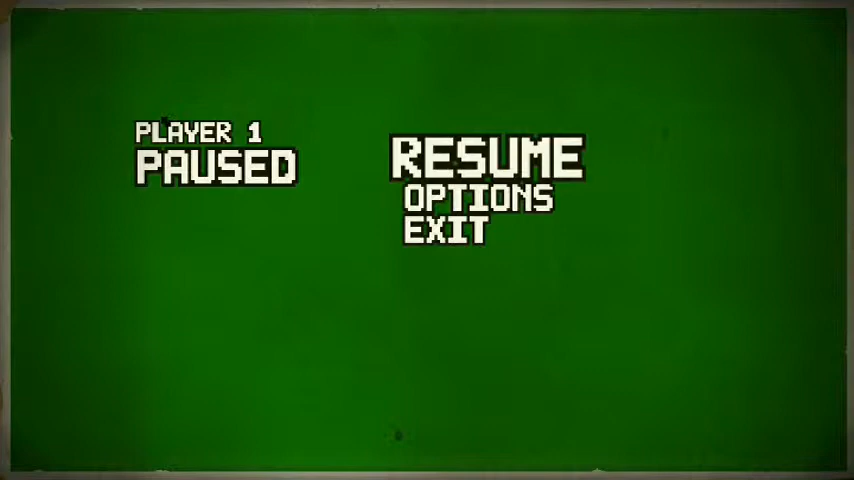 PLAYER 1
PAUSED
RESUME
OPTIONS
EXIT